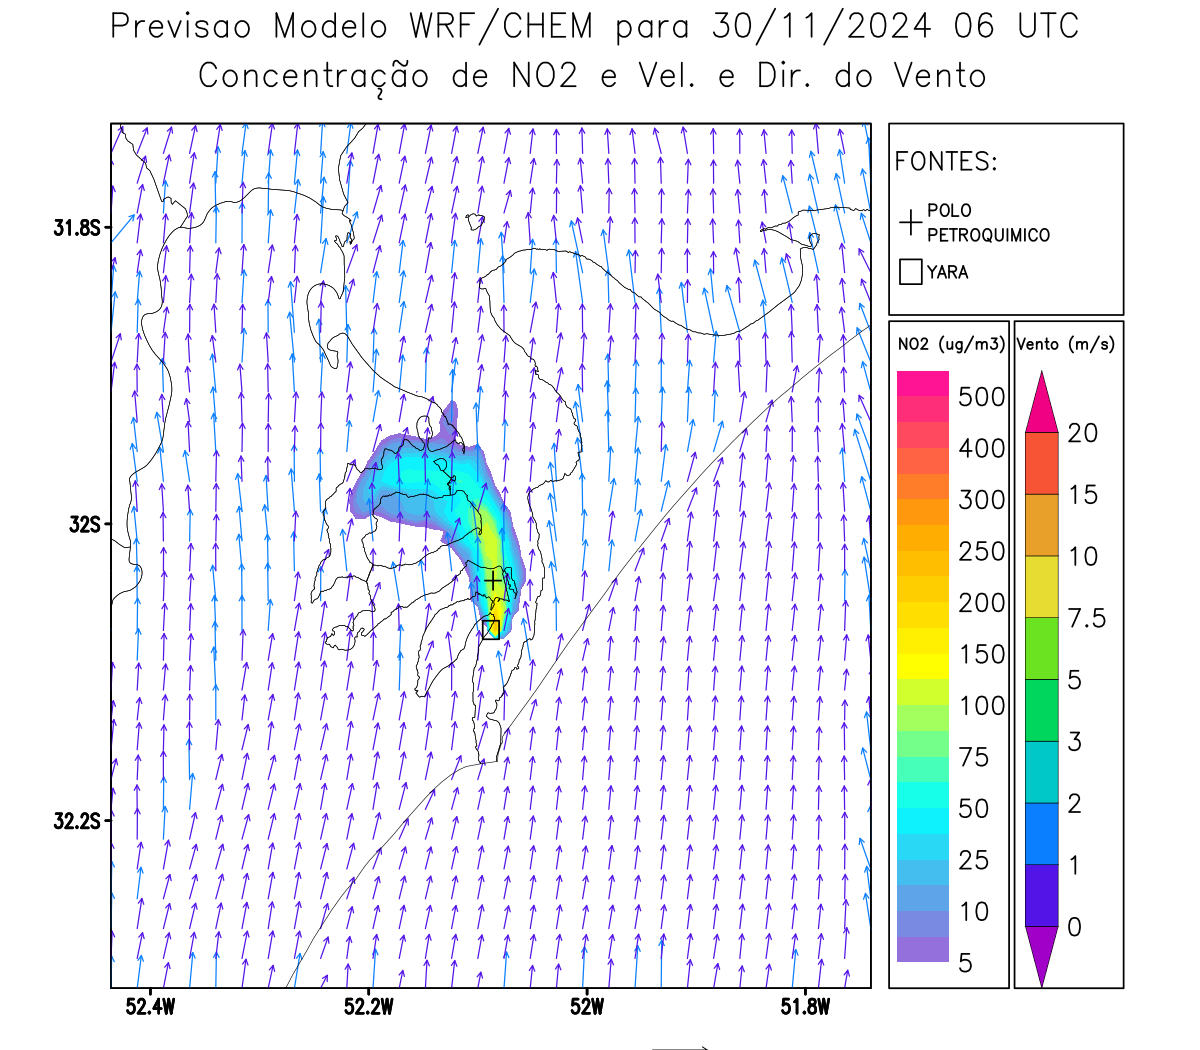 Previsao Modelo WRF/CHEM para 30/11/2024 06 UTC
Concentração de NO2 e Vel. e Dir. do Vento
FONTES:
POLO
PETROQUIMICO
YARA
NO2 (ug/m3)
500
400
300
250
200
150
100
75
50
25
10
5
Vento (m/s)
20
15
10
7.5
5
3
2
1
0
31.8S
32S
32.2S
52.4W
52.2W
52W
51.8W